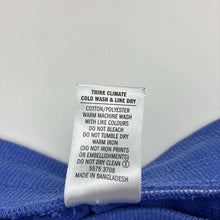 THINK CLIMATE
COLD WASH & LINE DRY
COTTON/POLYESTER
WARM MACHINE WASH
WITH LIKE COLOURS
DO NOT BLEACH
DO NOT TUMBLE DRY
WARM IRON
(DO NOT IRON PRINTS
OR EMBELLISHMENTS)
DO NOT DRY CLEAN
5575 3708
MADE IN BANGLADESH